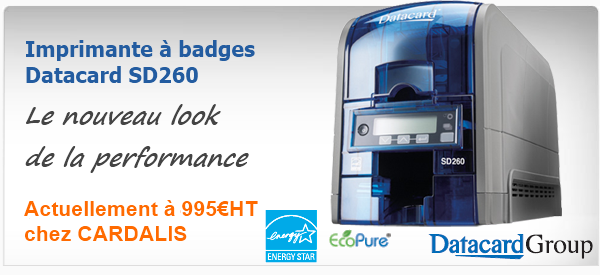 Imprimante à badges
Datacard SD260
Le nouveau look
de la performance
Actuellement à 995€HT
chez CARDALIS
Datacard
SD260
energy
ENERGY STAR
EcoPure
DatacardGroup